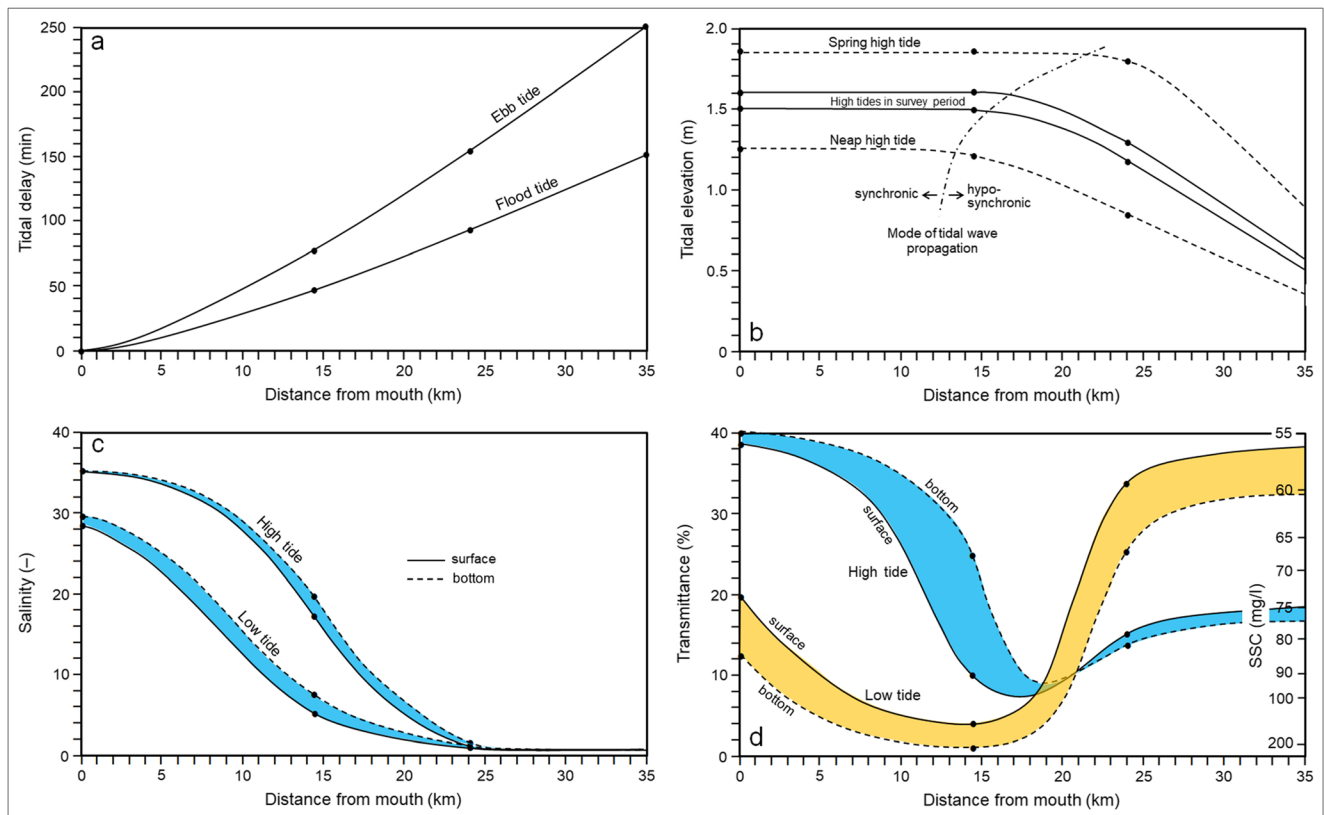 a
Tidal delay (min)
250
200
150
100
50
0
Ebb tide
Flood tide
0 5 10 15 20 25 30 35
Distance from mouth (km)
b
Tidal elevation (m)
2.0
1.5
1.0
0.5
0
Spring high tide
High tides in survey period
Neap high tide
synchronic
hypo-
synchronic
Mode of tidal wave
propagation
0 5 10 15 20 25 30 35
Distance from mouth (km)
c
Salinity (–)
40
30
20
10
0
High tide
Low tide
surface
bottom
0 5 10 15 20 25 30 35
Distance from mouth (km)
d
Transmittance (%)
40
30
20
10
0
bottom
surface
High tide
surface
Low tide
bottom
55
60
65
70
75
80
90
100
200
SSC (mg/l)
0 5 10 15 20 25 30 35
Distance from mouth (km)